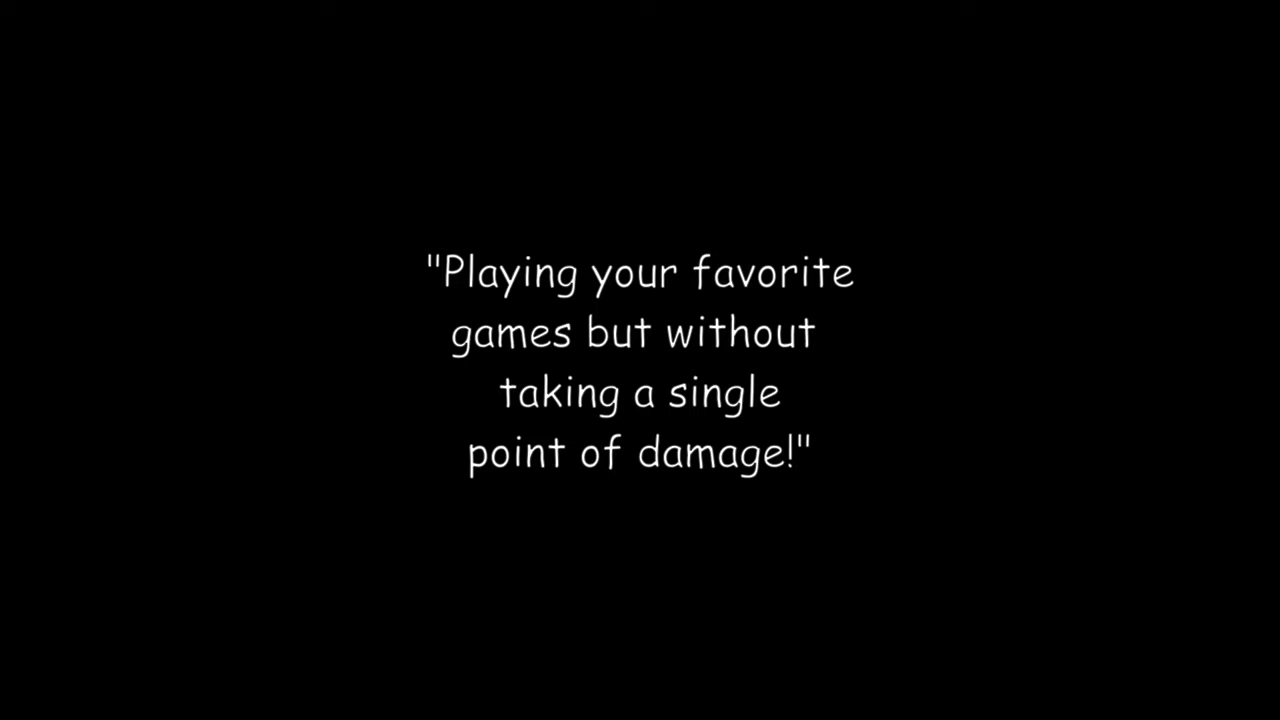 "Playing your favorite
games but without
taking a single
point of damage!"